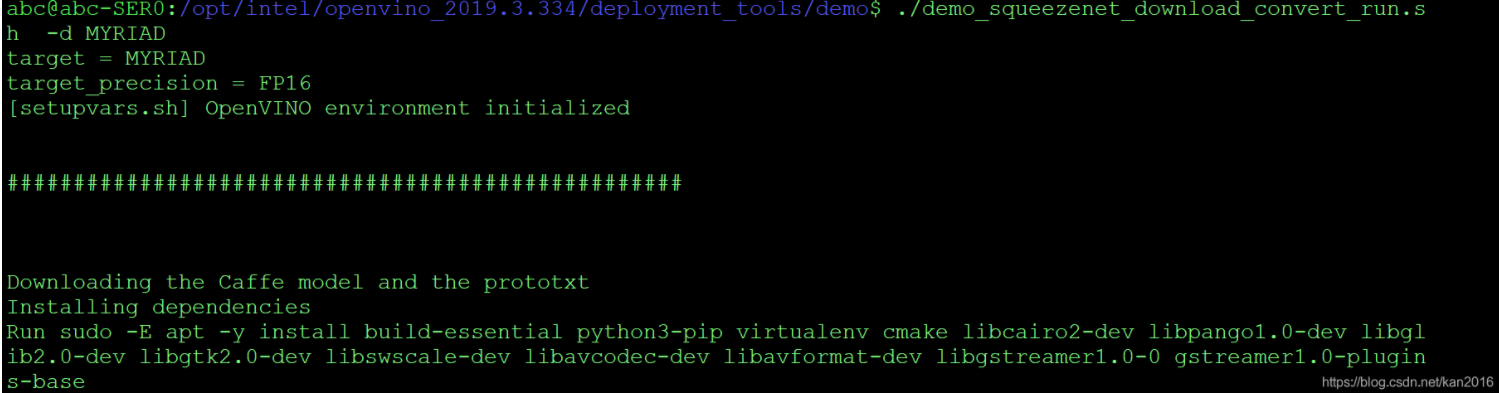 abc@abc-SER0:/opt/intel/openvino_2019.3.334/deployment_tools/demo$ ./demo_squeezenet_download_convert_run.s
h  -d MYRIAD
target = MYRIAD
target_precision = FP16
[setupvars.sh] OpenVINO environment initialized
###################################################
Downloading the Caffe model and the prototxt
Installing dependencies
Run sudo -E apt -y install build-essential python3-pip virtualenv cmake libcairo2-dev libpango1.0-dev libgl
ib2.0-dev libgtk2.0-dev libswscale-dev libavcodec-dev libavformat-dev libgstreamer1.0-0 gstreamer1.0-plugin
s-base
https://blog.csdn.net/kan2016